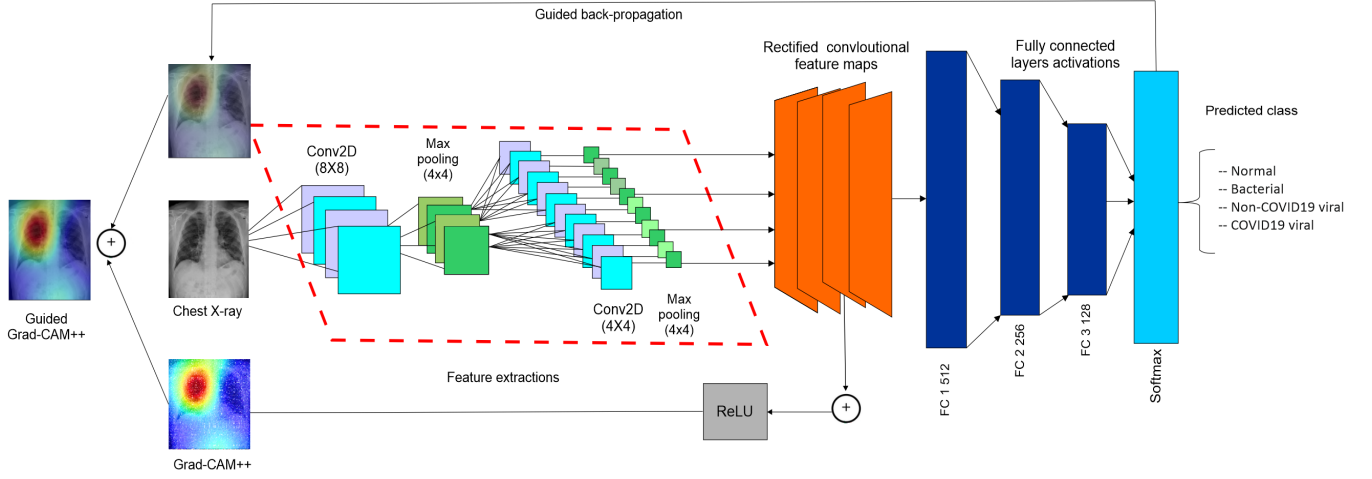 Guided back-propagation
Rectified convloutional
feature maps
Fully connected
layers activations
Predicted class
Conv2D
(8X8)
Max
pooling
(4x4)
-- Normal
-- Bacterial
-- Non-COVID19 viral
-- COVID19 viral
+
Guided
Grad-CAM++
Chest X-ray
Conv2D
(4X4)
Max
pooling
(4x4)
Feature extractions
ReLU
+
FC 1 512
FC 2 256
FC 3 128
Softmax
Grad-CAM++